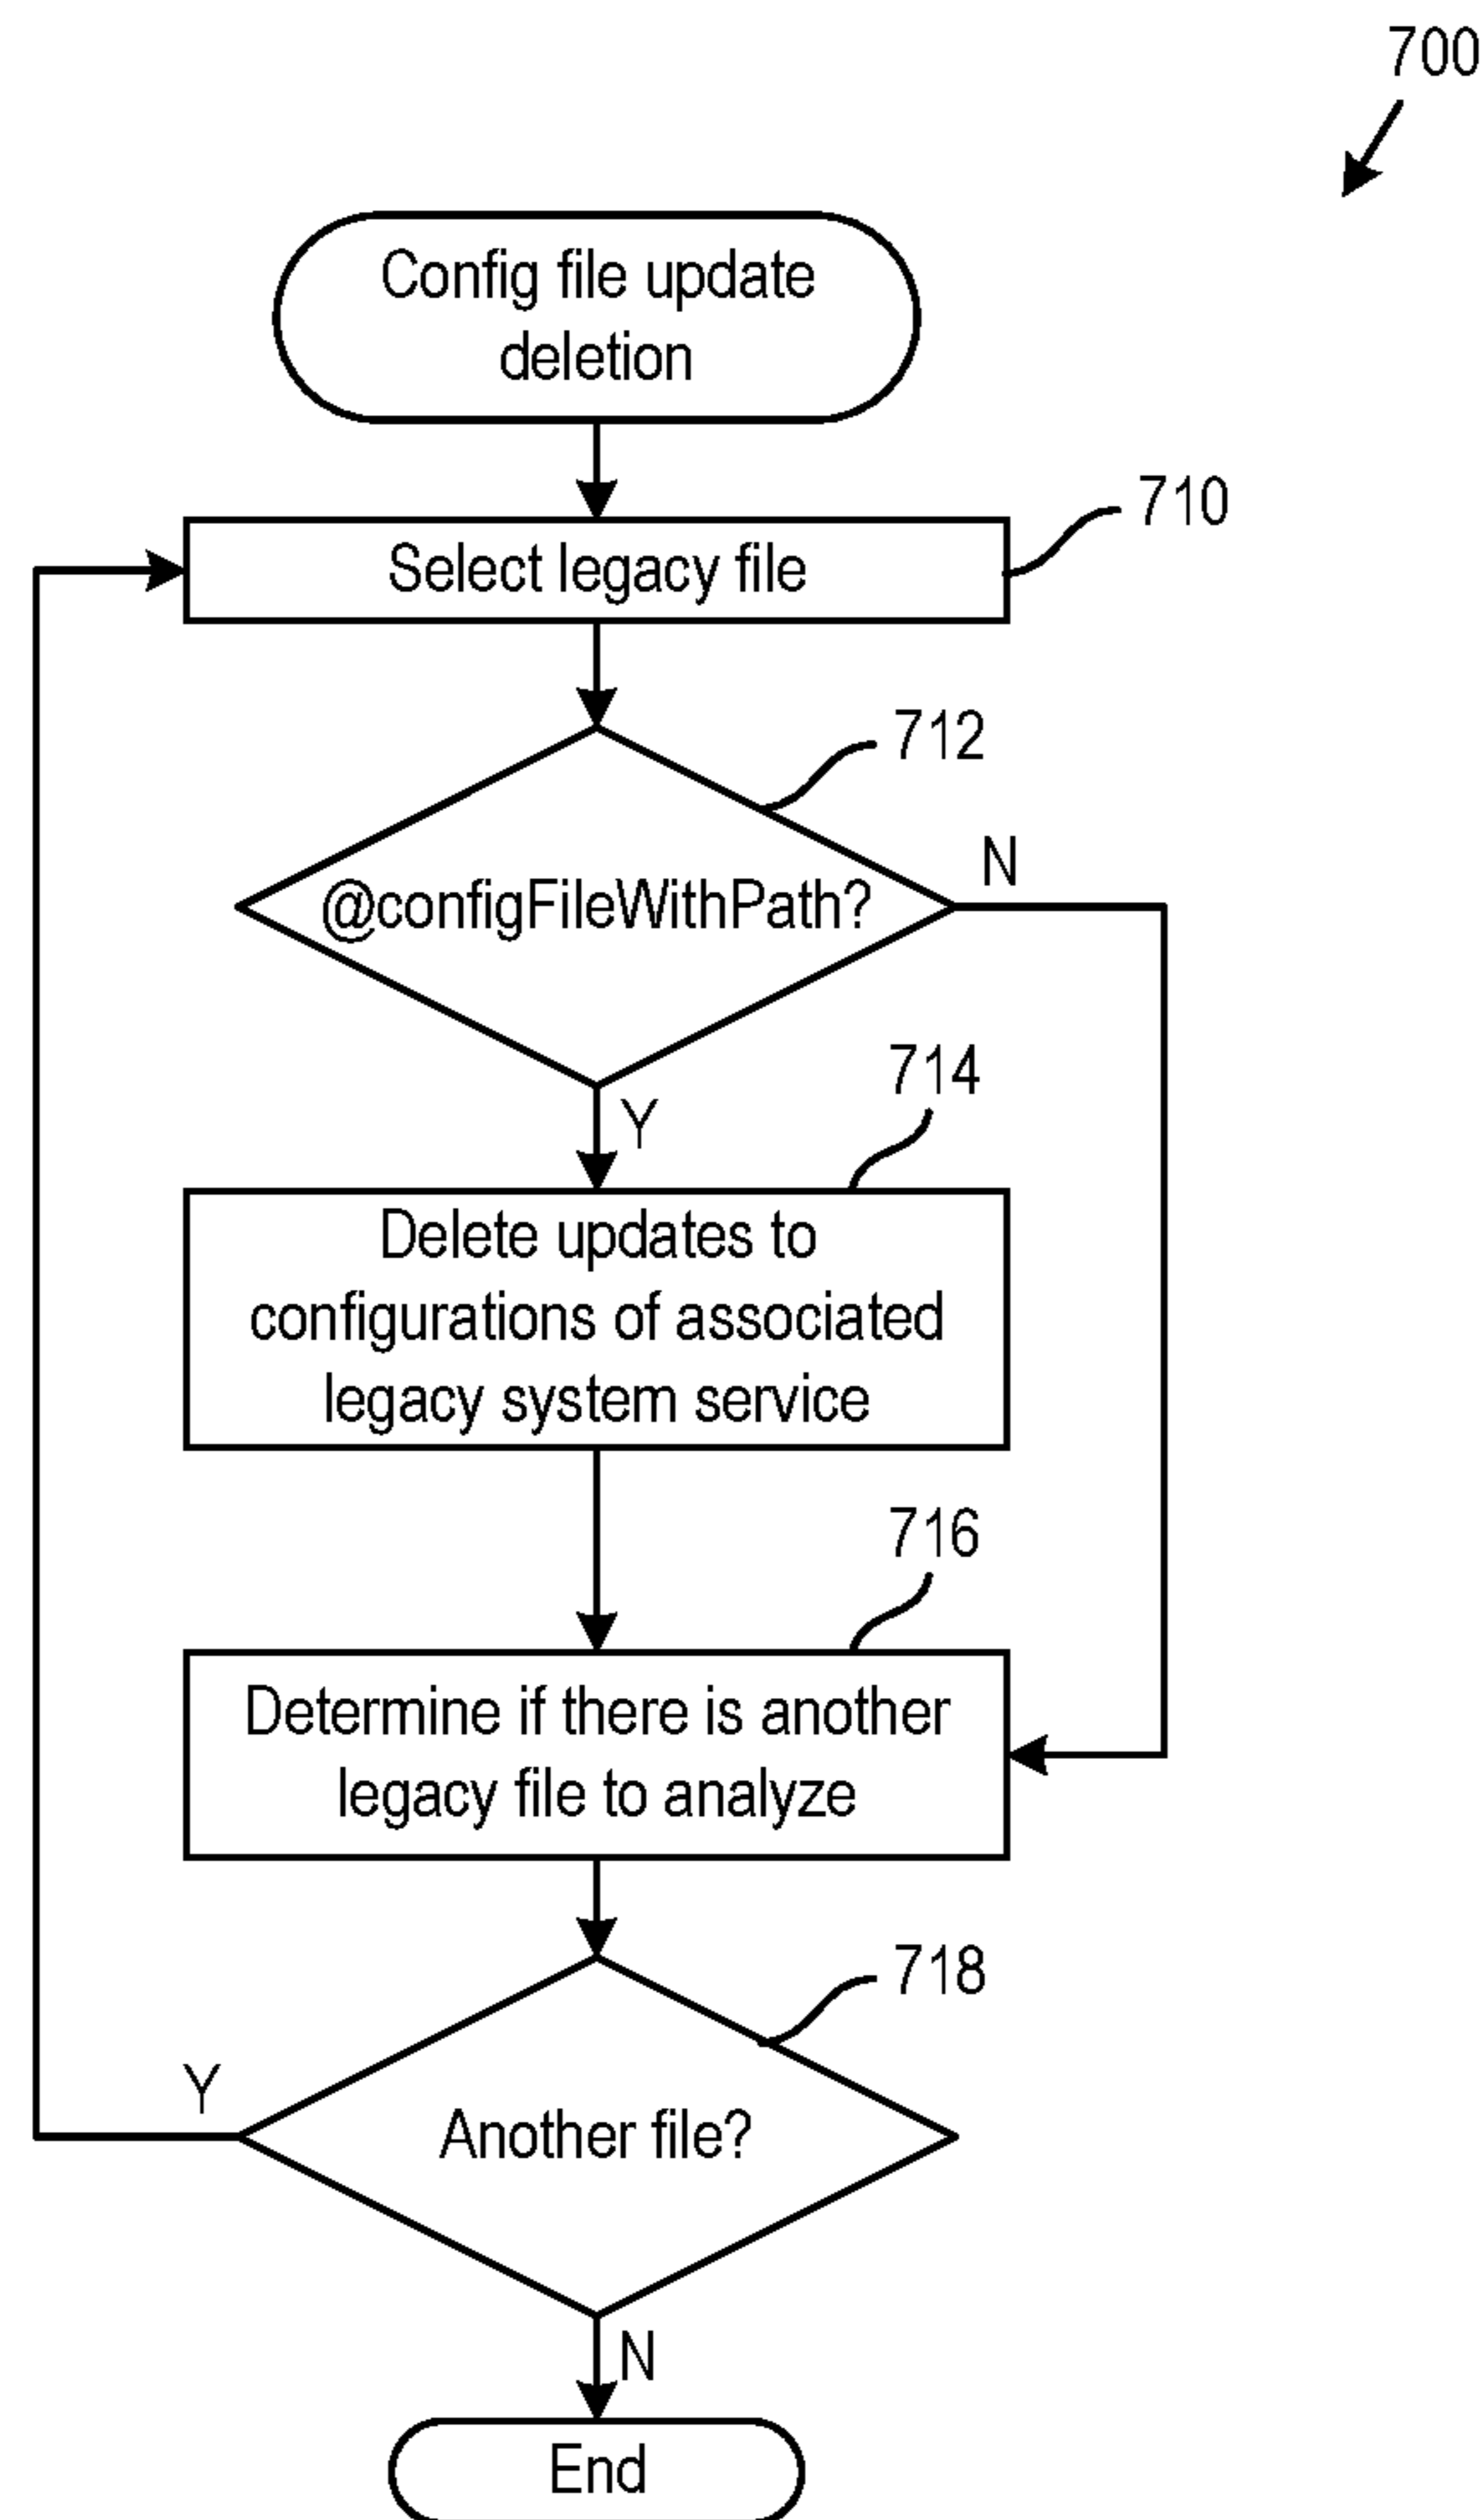 700
Config file update
deletion
710
Select legacy file
712
N
@configFileWithPath?
714
Y
Delete updates to
configurations of associated
legacy system service
716
Determine if there is another
legacy file to analyze
718
Y
Another file?
N
End